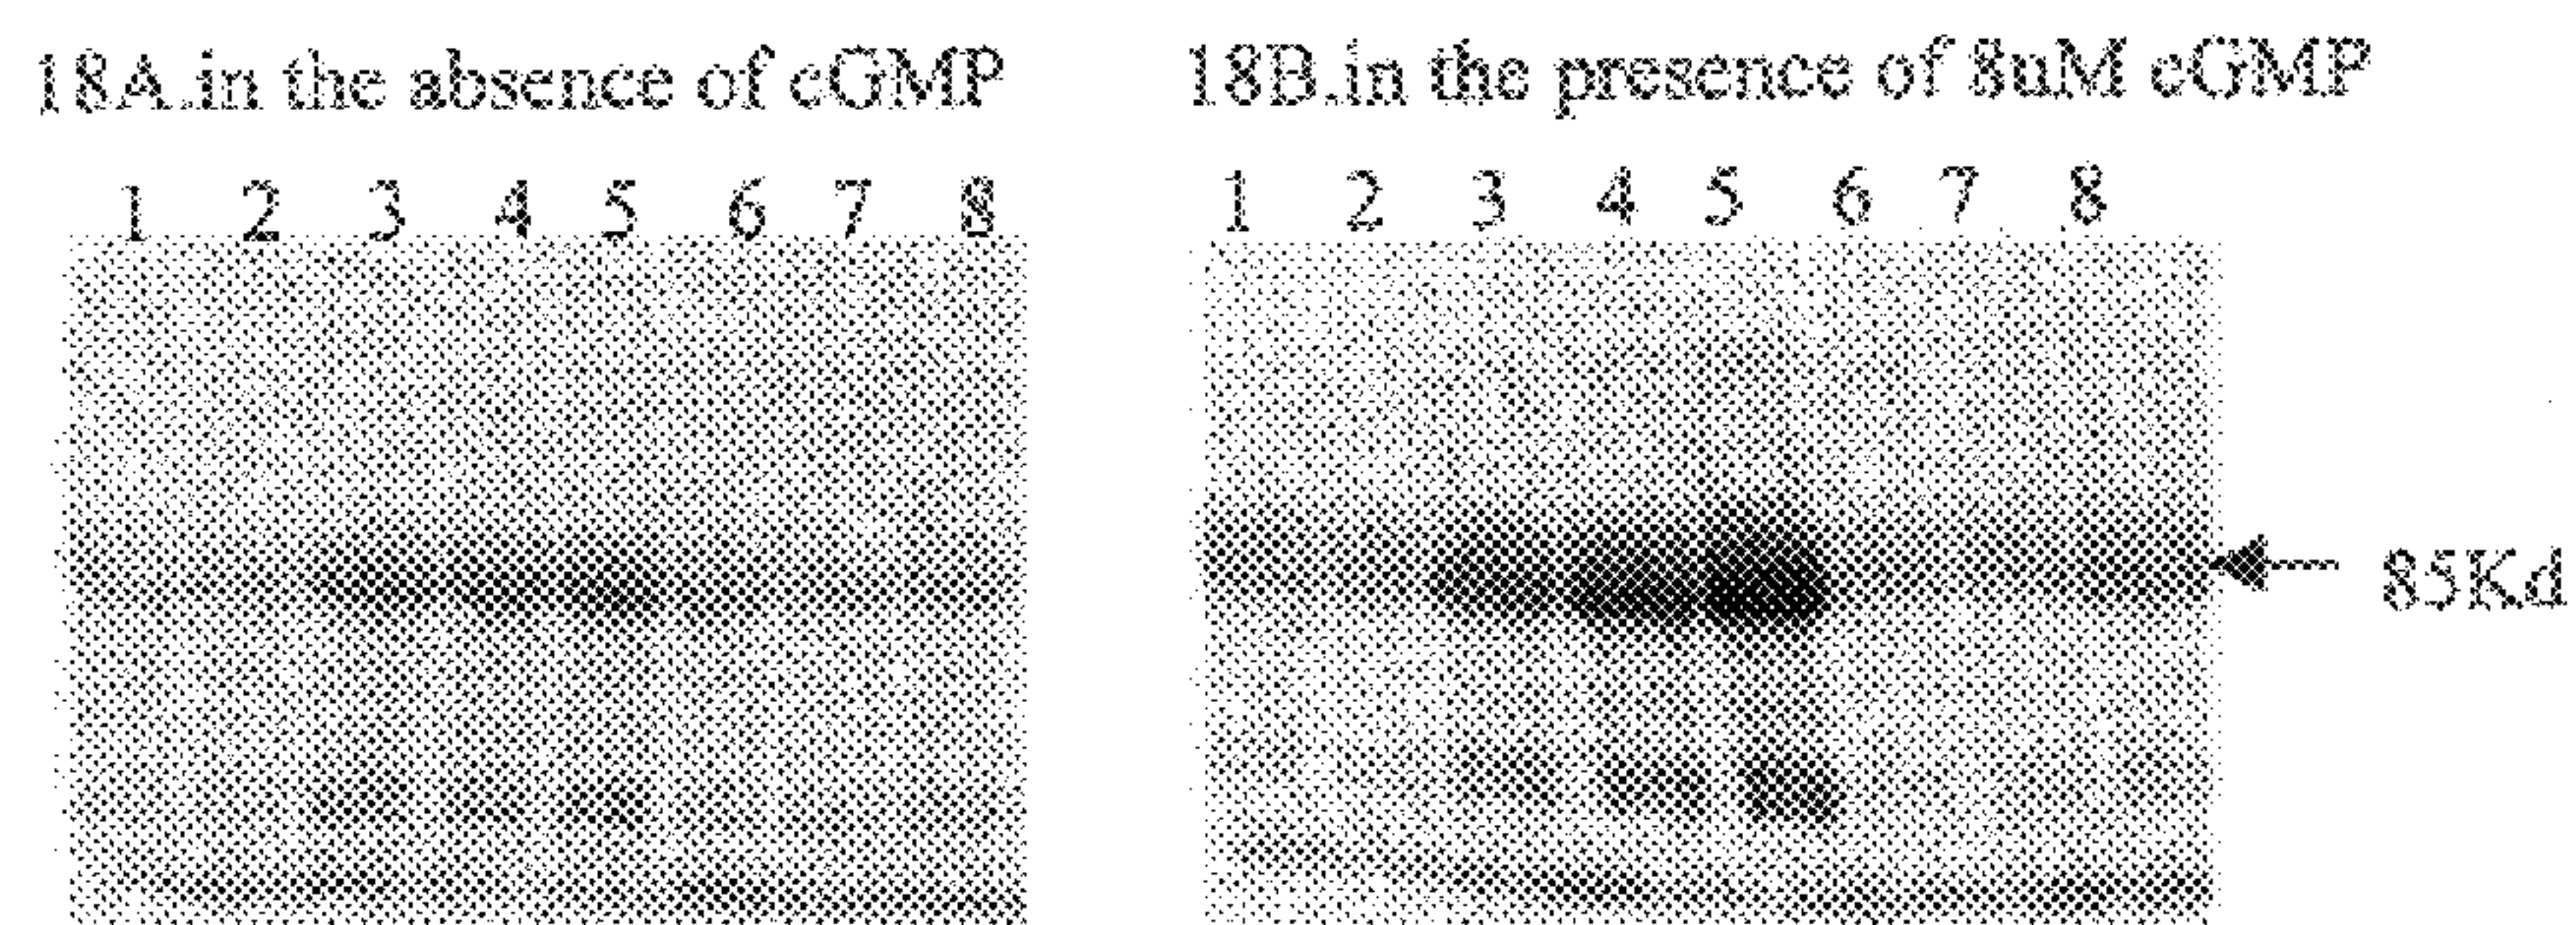 18A.in the absence of cGMP
18B.in the presence of 8uM cGMP
1 2 3 4 5 6 7 8
1 2 3 4 5 6 7 8
85Kd